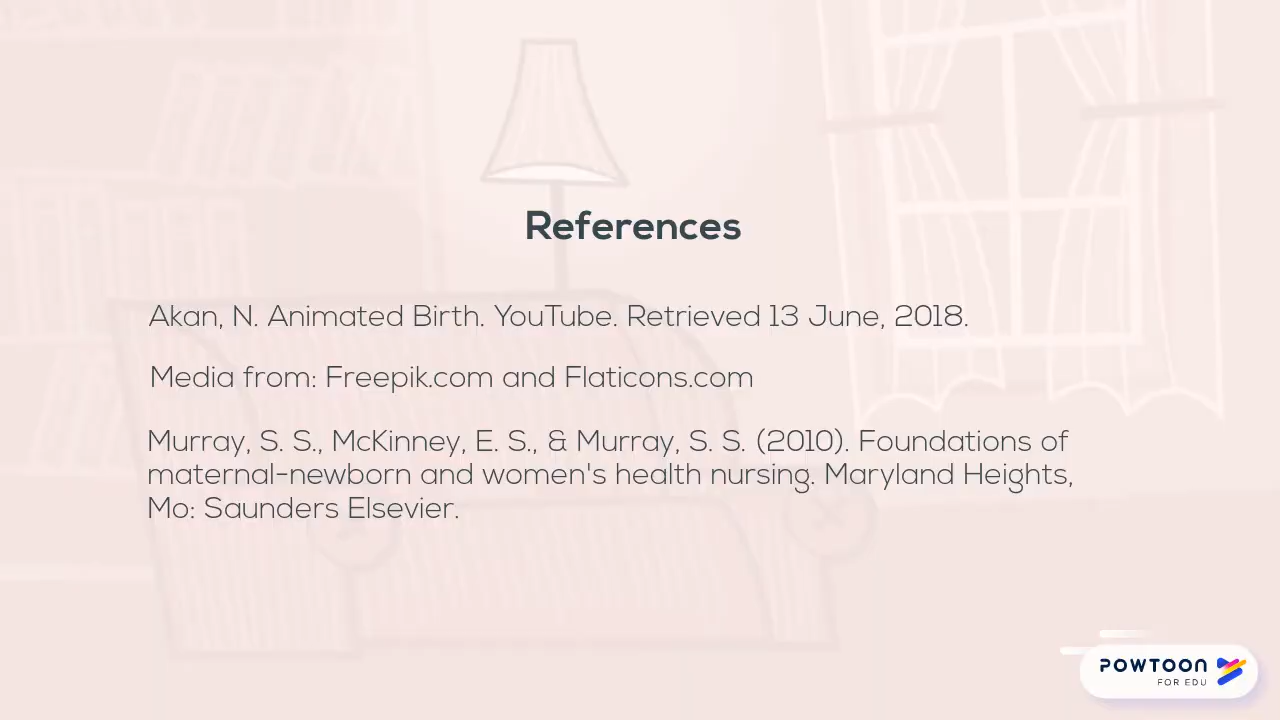 References
Akan, N. Animated Birth. YouTube. Retrieved 13 June, 2018.
Media from: Freepik.com and Flaticons.com
Murray, S. S., McKinney, E. S., & Murray, S. S. (2010). Foundations of
maternal-newborn and women's health nursing. Maryland Heights,
Mo: Saunders Elsevier.
POWTOON
FOR EDU